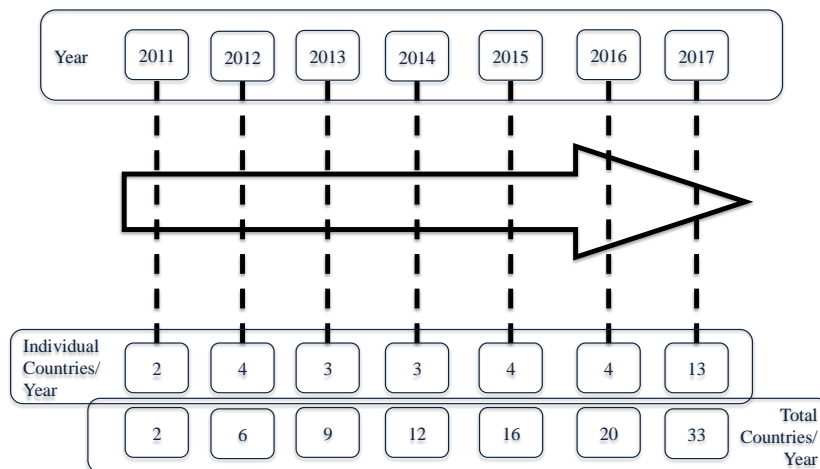 Year 2011 2012 2013 2014 2015 2016 2017
Individual
Countries/
Year
2 4 3 3 4 4 13
2 6 9 12 16 20 33
Total
Countries/
Year